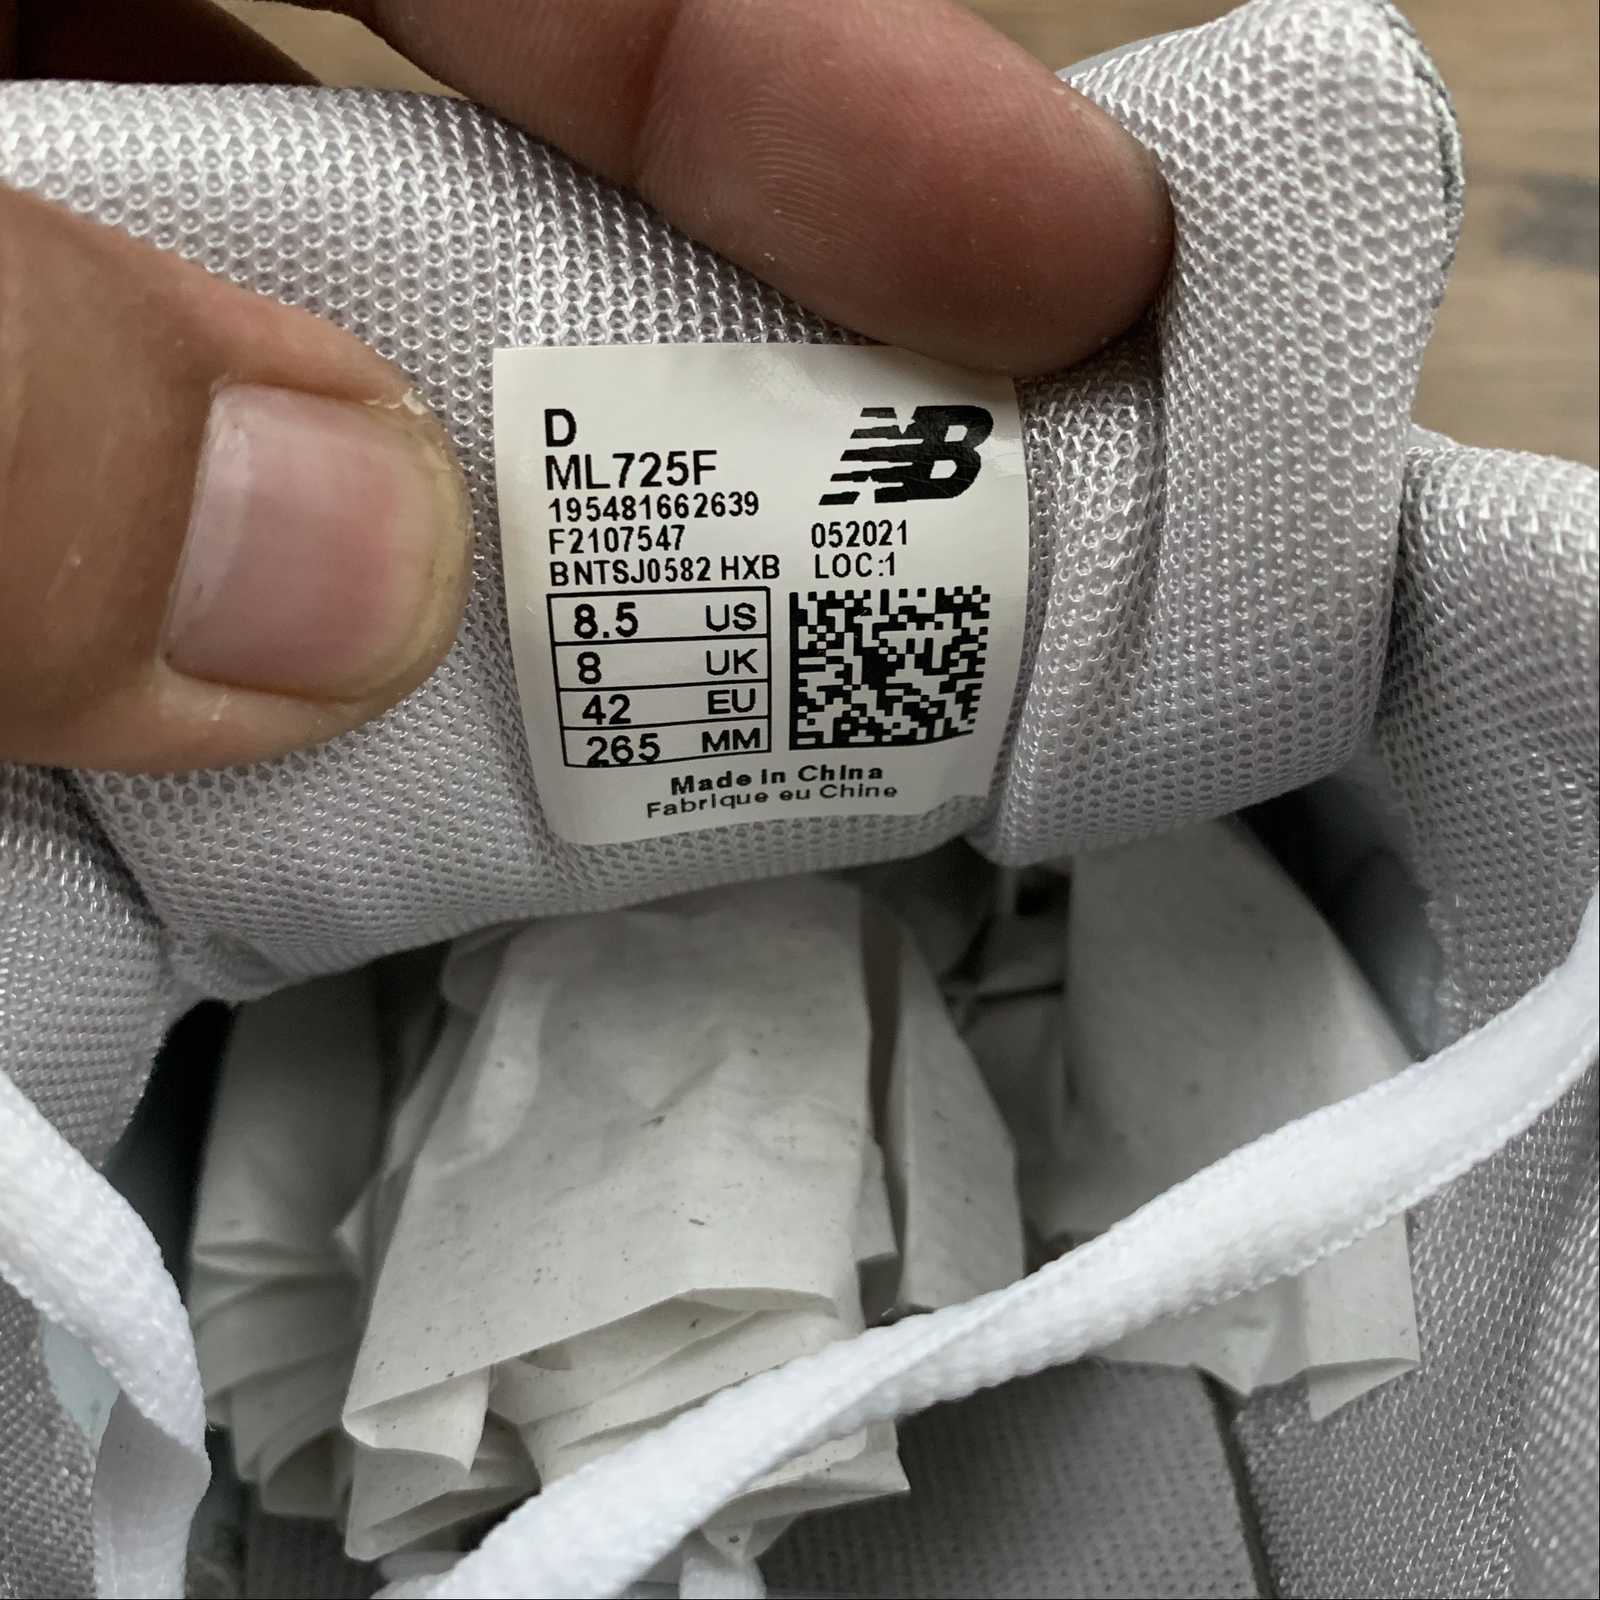 D
NB
ML725F
195481662639
F2107547 052021
BNTSJ0582 HXB LOC:1
8.5 US
8 UK
42 EU
265 MM
Made in China
Fabrique eu Chine